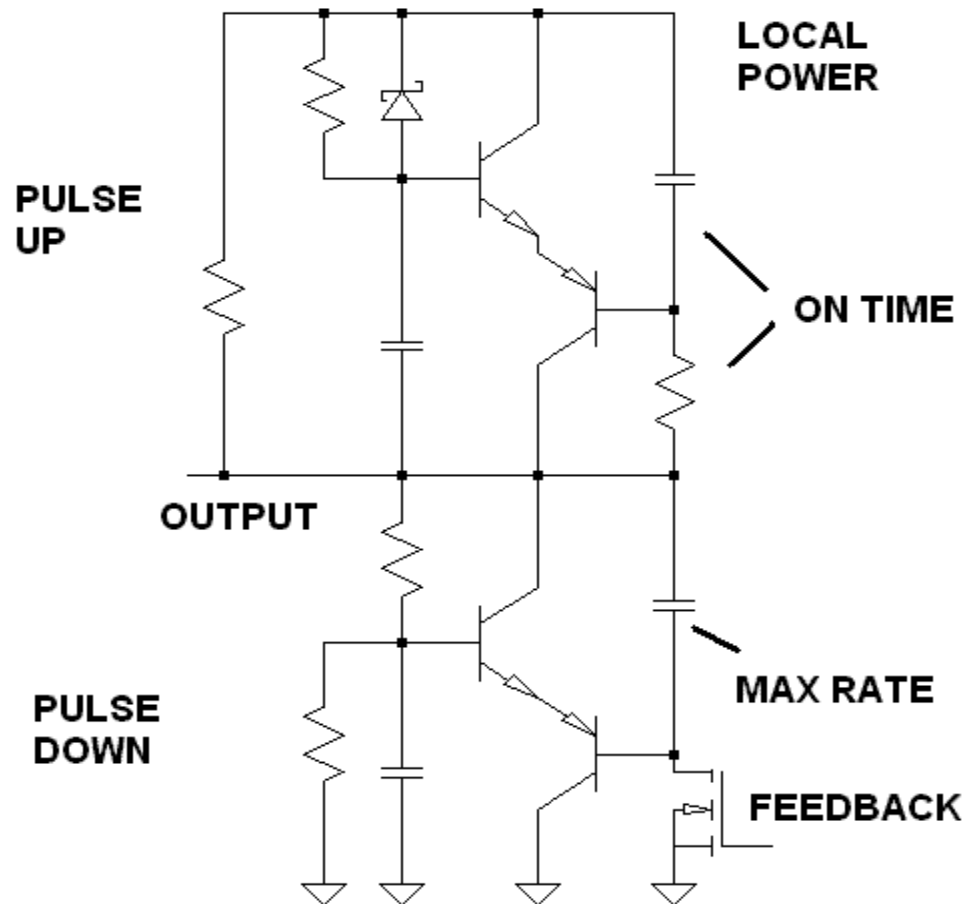 LOCAL
POWER
PULSE
UP
ON TIME
OUTPUT
MAX RATE
PULSE
DOWN
FEEDBACK